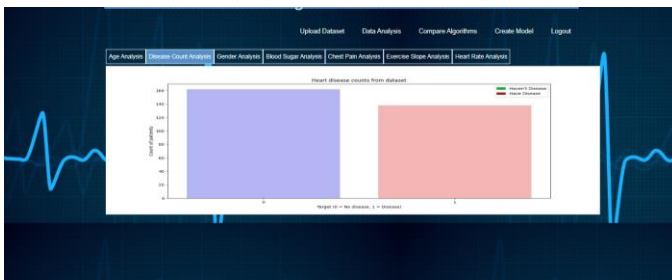 Upload Dataset Data Analysis Compare Algorithms Create Model Logout
Age Analysis Disease Count Analysis Gender Analysis Blood Sugar Analysis Chest Pain Analysis Exercise Slope Analysis Heart Rate Analysis
Heart disease counts from dataset
Haven't Disease
Have Disease
160
140
120
100
80
60
40
20
0
Count of patients
0 1
Target (0 = No disease, 1 = Disease)